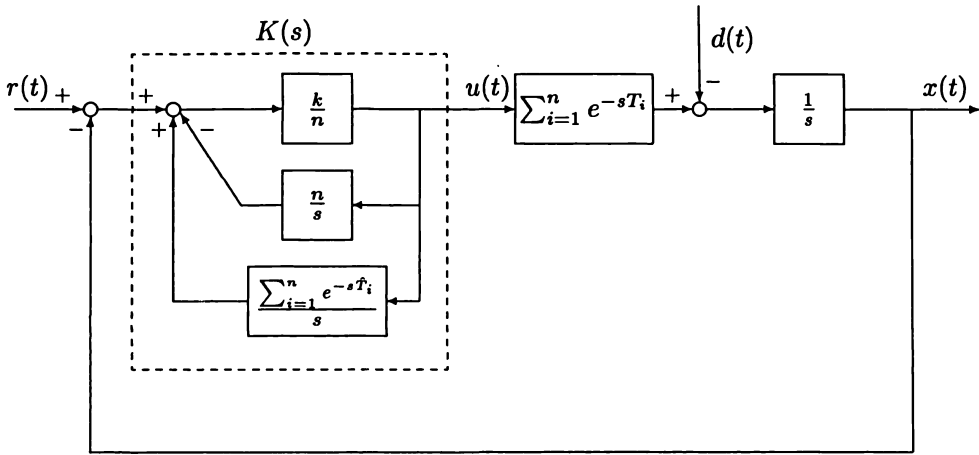 K(s)
d(t)
r(t) + + k/n u(t) ∑_{i=1}^{n} e^{-sT_i} + − 1/s x(t)
− + −
n/s
∑_{i=1}^{n} e^{-sT̂_i} / s